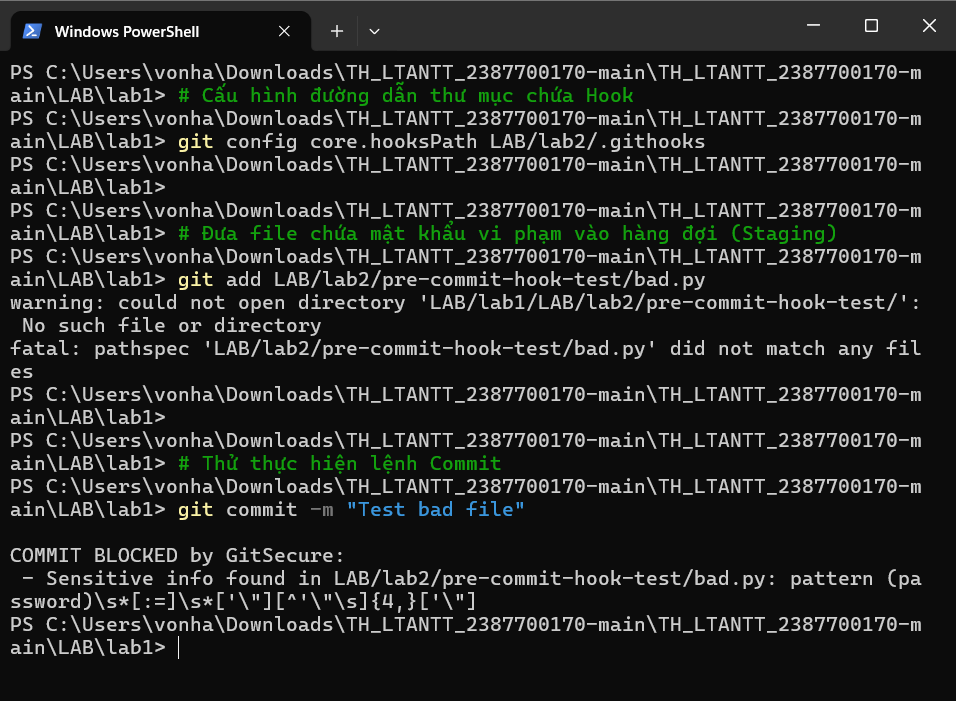 Windows PowerShell
PS C:\Users\vonha\Downloads\TH_LTANTT_2387700170-main\TH_LTANTT_2387700170-m
ain\LAB\lab1> # Cấu hình đường dẫn thư mục chứa Hook
PS C:\Users\vonha\Downloads\TH_LTANTT_2387700170-main\TH_LTANTT_2387700170-m
ain\LAB\lab1> git config core.hooksPath LAB/lab2/.githooks
PS C:\Users\vonha\Downloads\TH_LTANTT_2387700170-main\TH_LTANTT_2387700170-m
ain\LAB\lab1>
PS C:\Users\vonha\Downloads\TH_LTANTT_2387700170-main\TH_LTANTT_2387700170-m
ain\LAB\lab1> # Đưa file chứa mật khẩu vi phạm vào hàng đợi (Staging)
PS C:\Users\vonha\Downloads\TH_LTANTT_2387700170-main\TH_LTANTT_2387700170-m
ain\LAB\lab1> git add LAB/lab2/pre-commit-hook-test/bad.py
warning: could not open directory 'LAB/lab1/LAB/lab2/pre-commit-hook-test/':
 No such file or directory
fatal: pathspec 'LAB/lab2/pre-commit-hook-test/bad.py' did not match any fil
es
PS C:\Users\vonha\Downloads\TH_LTANTT_2387700170-main\TH_LTANTT_2387700170-m
ain\LAB\lab1>
PS C:\Users\vonha\Downloads\TH_LTANTT_2387700170-main\TH_LTANTT_2387700170-m
ain\LAB\lab1> # Thử thực hiện lệnh Commit
PS C:\Users\vonha\Downloads\TH_LTANTT_2387700170-main\TH_LTANTT_2387700170-m
ain\LAB\lab1> git commit -m "Test bad file"

COMMIT BLOCKED by GitSecure:
 - Sensitive info found in LAB/lab2/pre-commit-hook-test/bad.py: pattern (pa
ssword)\s*[:=]\s*['\"][^'\"\s]{4,}['\"]
PS C:\Users\vonha\Downloads\TH_LTANTT_2387700170-main\TH_LTANTT_2387700170-m
ain\LAB\lab1>